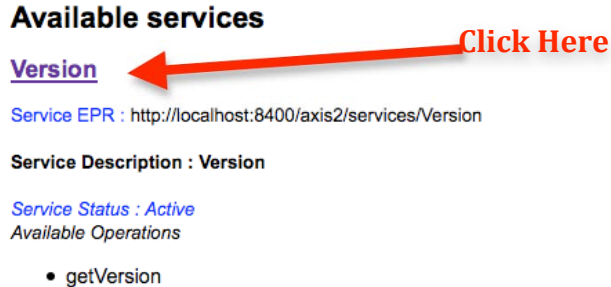 Available services
Click Here
Version
Service EPR : http://localhost:8400/axis2/services/Version
Service Description : Version
Service Status : Active
Available Operations
• getVersion